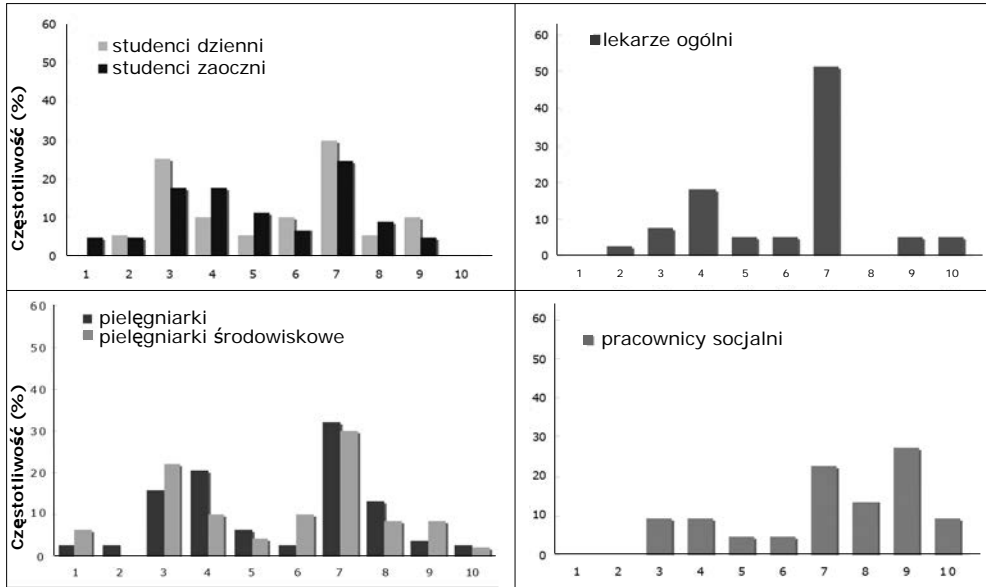 Częstotliwość (%)
60
50
40
30
20
10
0
studenci dzienni
studenci zaoczni
1 2 3 4 5 6 7 8 9 10
60
50
40
30
20
10
0
lekarze ogólni
1 2 3 4 5 6 7 8 9 10
Częstotliwość (%)
60
50
40
30
20
10
0
pielęgniarki
pielęgniarki środowiskowe
1 2 3 4 5 6 7 8 9 10
60
50
40
30
20
10
0
pracownicy socjalni
1 2 3 4 5 6 7 8 9 10